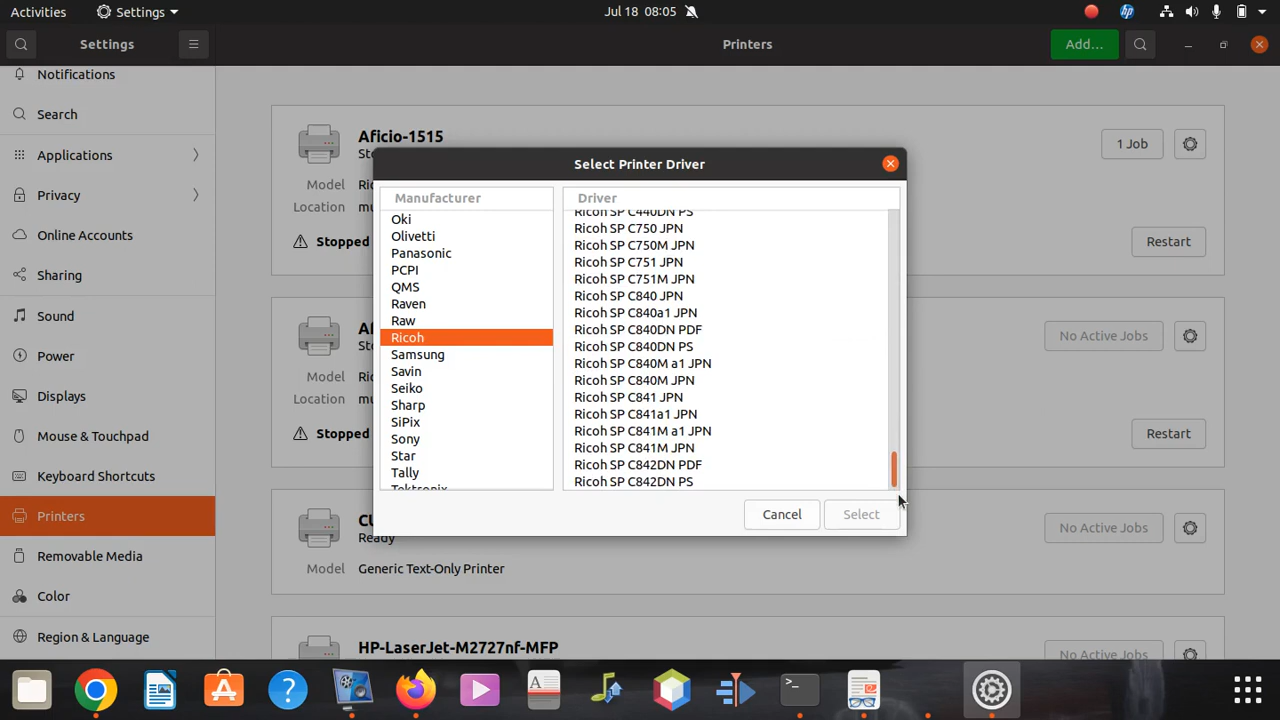 Activities Settings Jul 18 08:05
Settings Printers Add...
Notifications
Search
Applications
Privacy
Online Accounts
Sharing
Sound
Power
Displays
Mouse & Touchpad
Keyboard Shortcuts
Printers
Removable Media
Color
Region & Language
Aficio-1515
Model
Location
Stopped
1 Job
Restart
Model
Location
Stopped
No Active Jobs
Restart
Ready
Model Generic Text-Only Printer
No Active Jobs
HP-LaserJet-M2727nf-MFP
No Active Jobs
Select Printer Driver
Manufacturer
Oki
Olivetti
Panasonic
PCPI
QMS
Raven
Raw
Ricoh
Samsung
Savin
Seiko
Sharp
SiPix
Sony
Star
Tally
Tektronix
Driver
Ricoh SP C440DN PS
Ricoh SP C750 JPN
Ricoh SP C750M JPN
Ricoh SP C751 JPN
Ricoh SP C751M JPN
Ricoh SP C840 JPN
Ricoh SP C840a1 JPN
Ricoh SP C840DN PDF
Ricoh SP C840DN PS
Ricoh SP C840M a1 JPN
Ricoh SP C840M JPN
Ricoh SP C841 JPN
Ricoh SP C841a1 JPN
Ricoh SP C841M a1 JPN
Ricoh SP C841M JPN
Ricoh SP C842DN PDF
Ricoh SP C842DN PS
Cancel Select